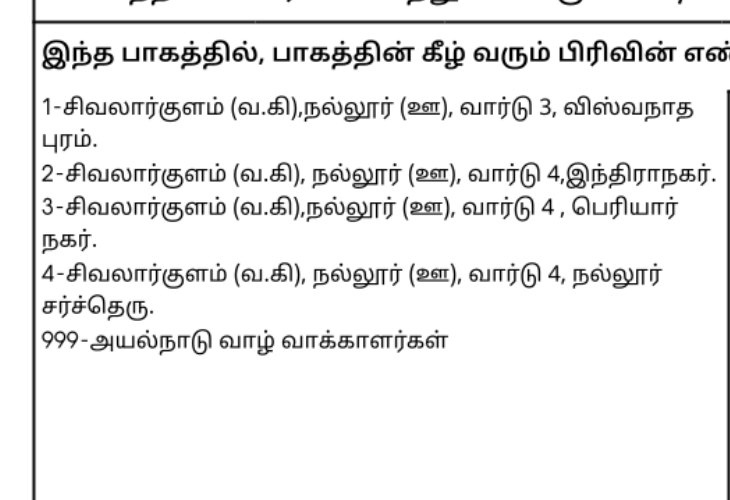 இந்த பாகத்தில், பாகத்தின் கீழ் வரும் பிரிவின்
1-சிவலார்குளம் (வ.கி),நல்லூர் (ஊ), வார்டு 3, விஸ்வநாத
புரம்.
2-சிவலார்குளம் (வ.கி), நல்லூர் (ஊ), வார்டு 4,இந்திராநகர்.
3-சிவலார்குளம் (வ.கி),நல்லூர் (ஊ), வார்டு 4 , பெரியார்
நகர்.
4-சிவலார்குளம் (வ.கி), நல்லூர் (ஊ), வார்டு 4, நல்லூர்
சர்ச்தெரு.
999-அயல்நாடு வாழ் வாக்காளர்கள்